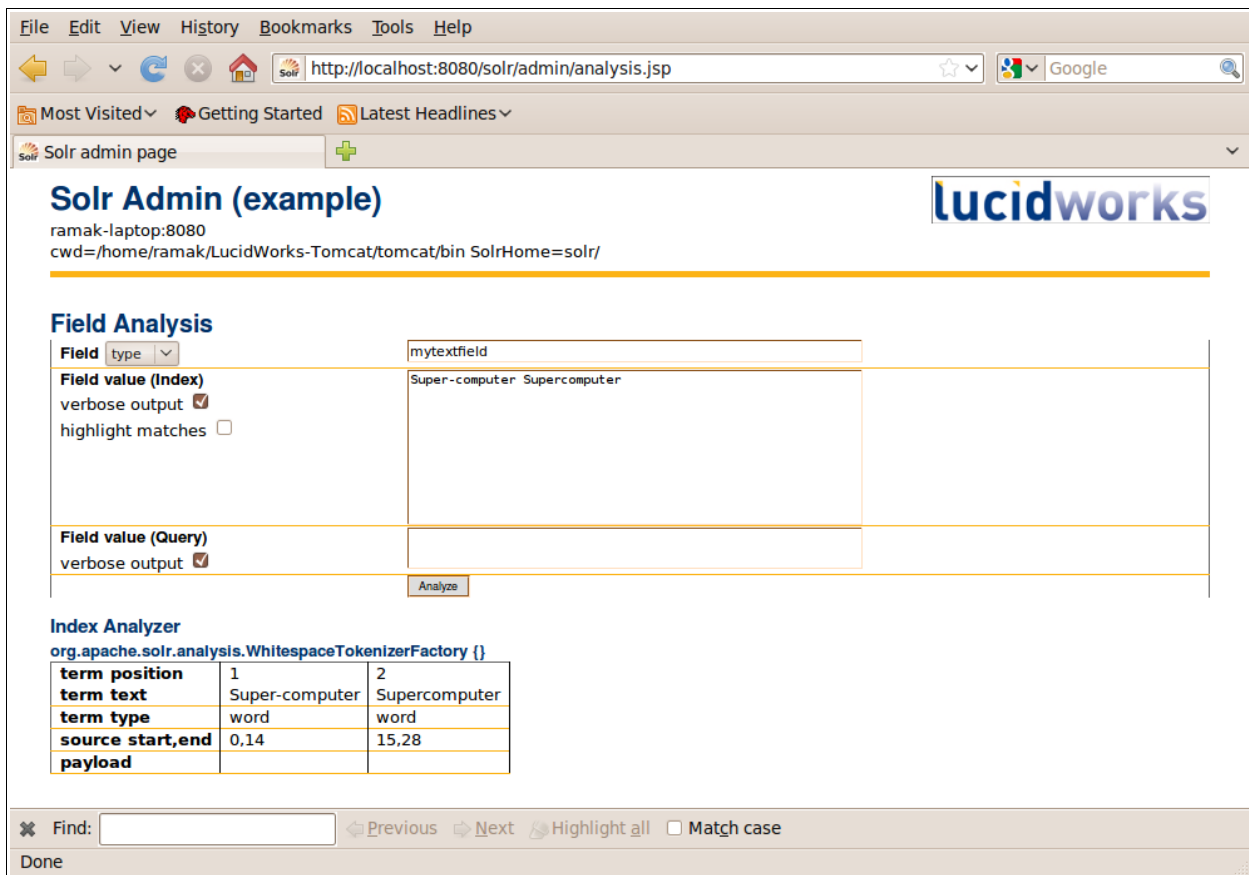 File Edit View History Bookmarks Tools Help
Solr http://localhost:8080/solr/admin/analysis.jsp Google
Most Visited Getting Started Latest Headlines
Solr Solr admin page
Solr Admin (example) lucidworks
ramak-laptop:8080
cwd=/home/ramak/LucidWorks-Tomcat/tomcat/bin SolrHome=solr/
Field Analysis
Field type mytextfield
Field value (Index) Super-computer Supercomputer
verbose output
highlight matches
Field value (Query)
verbose output
Analyze
Index Analyzer
org.apache.solr.analysis.WhitespaceTokenizerFactory {}
term position 1 2
term text Super-computer Supercomputer
term type word word
source start,end 0,14 15,28
payload
Find: Previous Next Highlight all Match case
Done